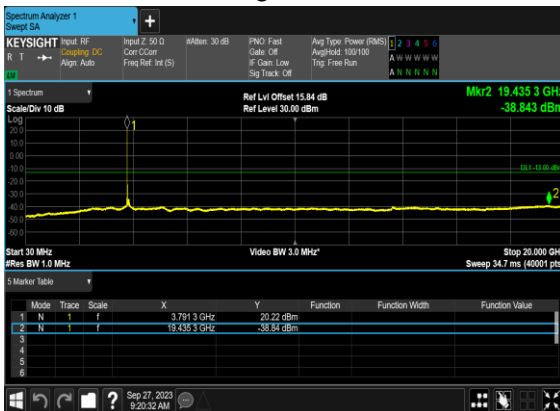 Spectrum Analyzer 1
Swept SA
+
KEYSIGHT Input: RF Input Z: 50 Ω #Atten: 30 dB PNO: Fast Avg Type: Power (RMS) 1 2 3 4 5 6
R T Coupling: DC Corr CCorr Gate: Off Avg|Hold: 100/100 A W W W W W
Align: Auto Freq Ref: Int (S) IF Gain: Low Trig: Free Run
Sig Track: Off A N N N N N
1 Spectrum Ref Lvl Offset 15.84 dB Mkr2 19.435 3 GHz
Scale/Div 10 dB Ref Level 30.00 dBm -38.843 dBm
Log
20.0
1
10.0
0.00
-10.0
DL1 -13.00 dBm
-20.0
-30.0
2
-40.0
-50.0
-60.0
Start 30 MHz Video BW 3.0 MHz* Stop 20.000 GHz
#Res BW 1.0 MHz Sweep 34.7 ms (40001 pts)
5 Marker Table
Mode Trace Scale X Y Function Function Width Function Value
1 N 1 f 3.791 3 GHz 20.22 dBm
2 N 1 f 19.435 3 GHz -38.84 dBm
3
4
5
6
? Sep 27, 2023
9:20:32 AM